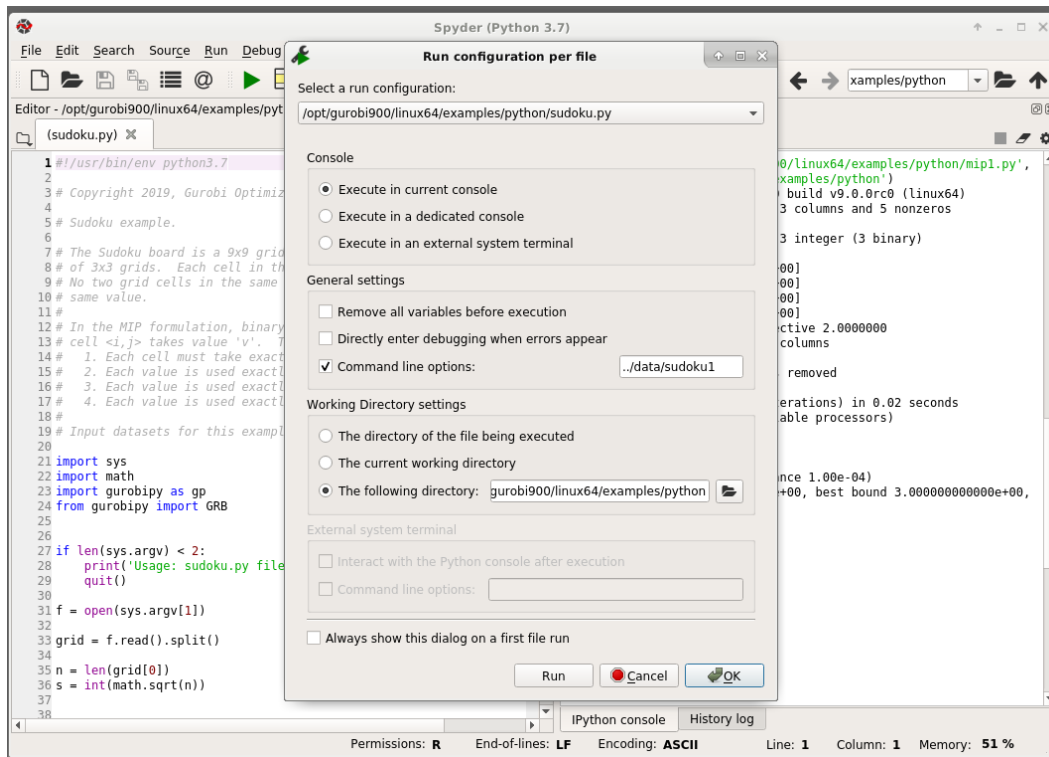 Spyder (Python 3.7)
File Edit Search Source Run Debug
xamples/python
Editor - /opt/gurobi900/linux64/examples/pyt
(sudoku.py)
1 #!/usr/bin/env python3.7
2
3 # Copyright 2019, Gurobi Optimiz
4
5 # Sudoku example.
6
7 # The Sudoku board is a 9x9 grid
8 # of 3x3 grids.  Each cell in th
9 # No two grid cells in the same
10 # same value.
11 #
12 # In the MIP formulation, binary
13 # cell <i,j> takes value 'v'.  T
14 #   1. Each cell must take exact
15 #   2. Each value is used exactl
16 #   3. Each value is used exactl
17 #   4. Each value is used exactl
18 #
19 # Input datasets for this exampl
20
21 import sys
22 import math
23 import gurobipy as gp
24 from gurobipy import GRB
25
26
27 if len(sys.argv) < 2:
28     print('Usage: sudoku.py file
29     quit()
30
31 f = open(sys.argv[1])
32
33 grid = f.read().split()
34
35 n = len(grid[0])
36 s = int(math.sqrt(n))
37
38
Run configuration per file
Select a run configuration:
/opt/gurobi900/linux64/examples/python/sudoku.py
Console
Execute in current console
Execute in a dedicated console
Execute in an external system terminal
General settings
Remove all variables before execution
Directly enter debugging when errors appear
Command line options: ../data/sudoku1
Working Directory settings
The directory of the file being executed
The current working directory
The following directory: gurobi900/linux64/examples/python
External system terminal
Interact with the Python console after execution
Command line options:
Always show this dialog on a first file run
Run Cancel OK
0/linux64/examples/python/mip1.py',
examples/python')
build v9.0.0rc0 (linux64)
3 columns and 5 nonzeros
3 integer (3 binary)
00]
00]
00]
00]
ective 2.0000000
columns
removed
erations) in 0.02 seconds
able processors)
nce 1.00e-04)
+00, best bound 3.000000000000e+00,
IPython console History log
Permissions: R End-of-lines: LF Encoding: ASCII Line: 1 Column: 1 Memory: 51 %